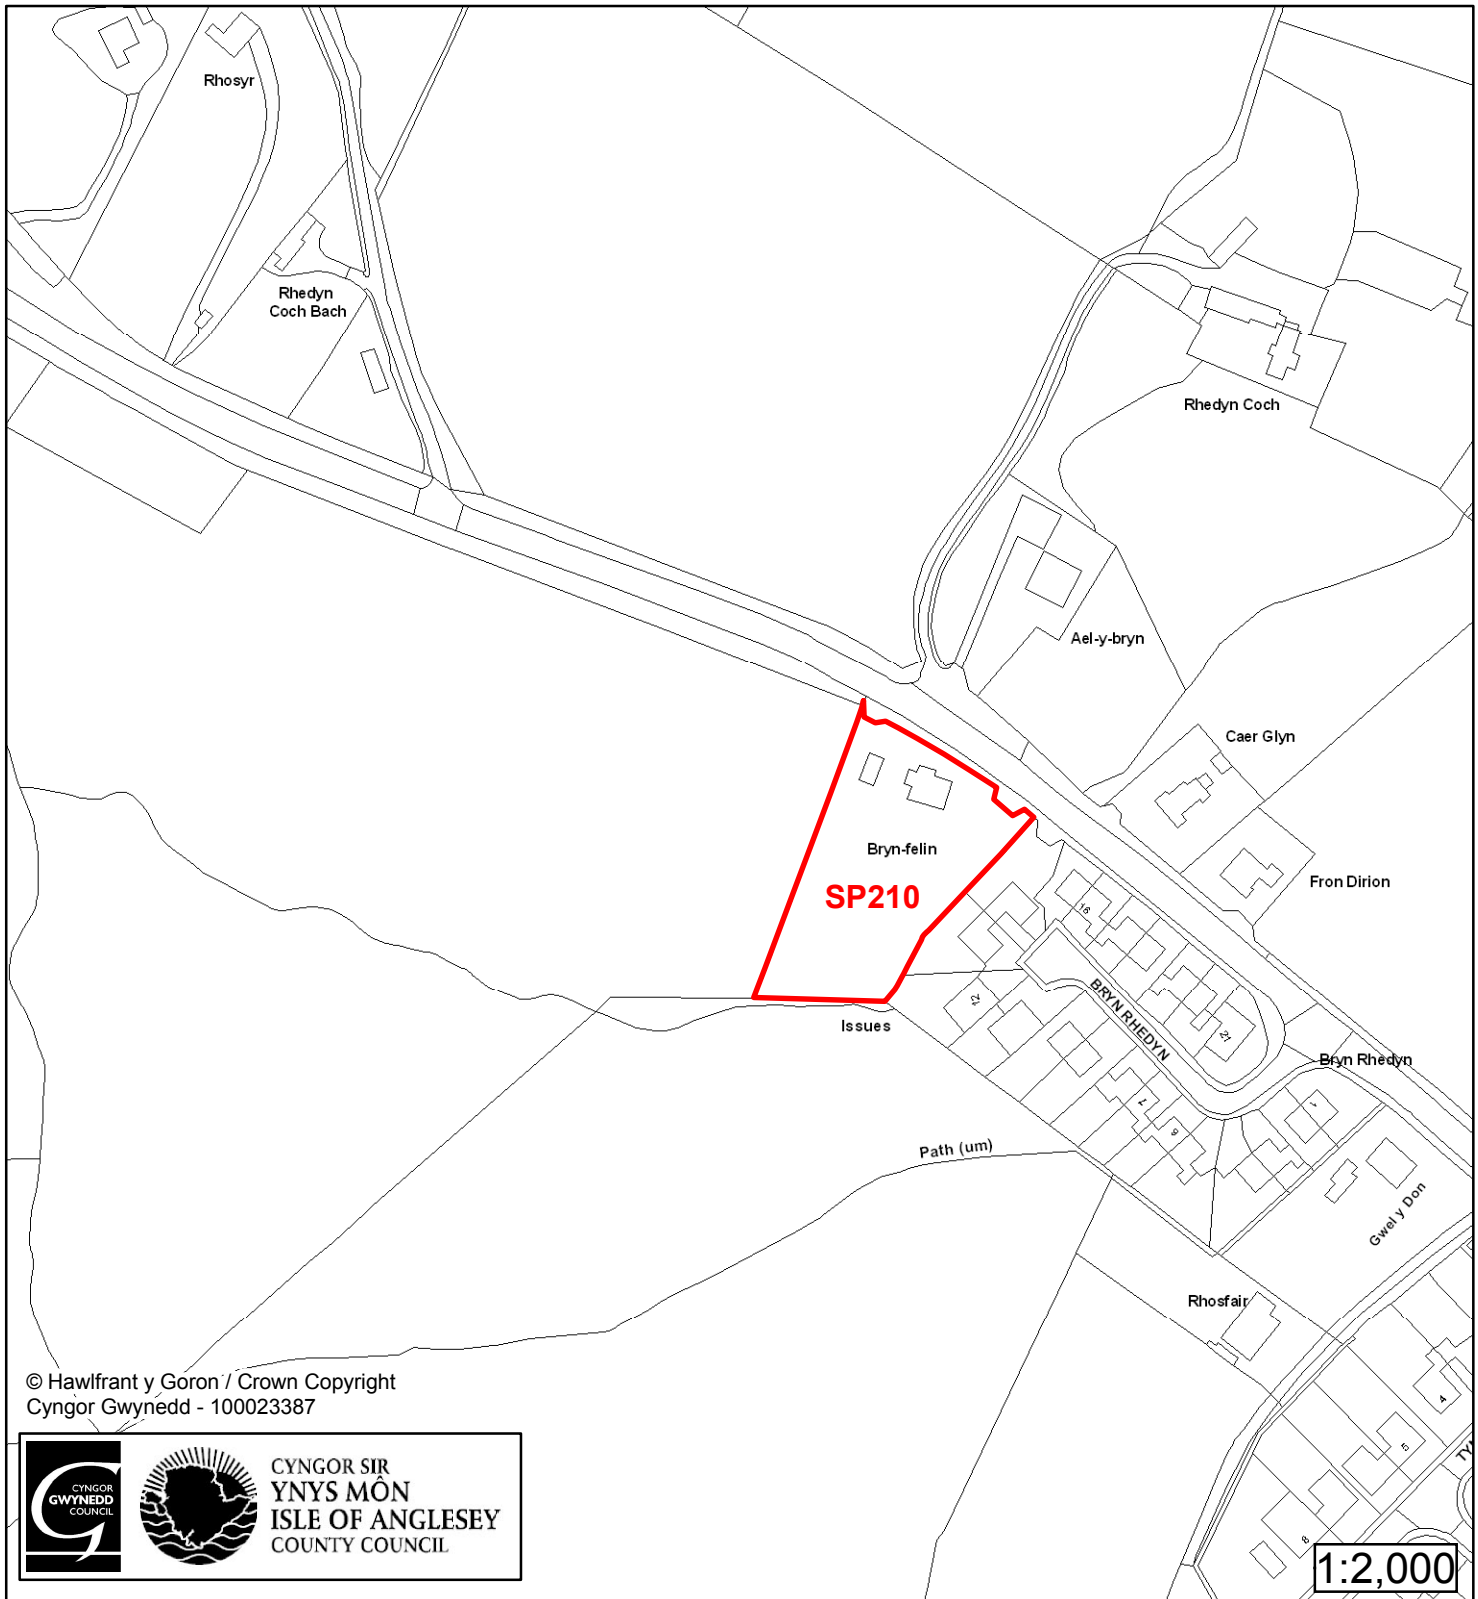 Rhosyr
Rhedyn
Coch Bach
Rhedyn Coch
Ael-y-bryn
Caer Glyn
Bryn-felin
SP210
Fron Dirion
16
12
Issues
BRYN RHEDYN
21
Bryn Rhedyn
7
6
1
Path (um)
Gwel y Don
Rhosfair
4
5
8
© Hawlfrant y Goron / Crown Copyright
Cyngor Gwynedd - 100023387
CYNGOR
GWYNEDD
COUNCIL
CYNGOR SIR
YNYS MÔN
ISLE OF ANGLESEY
COUNTY COUNCIL
1:2,000